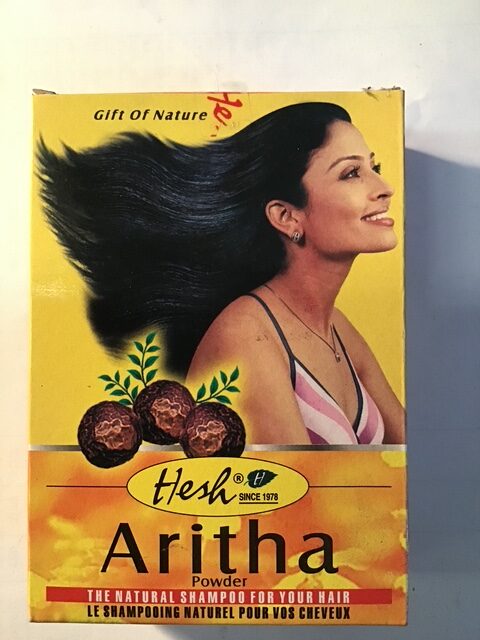 Gift Of Nature
Hesh®
H
SINCE 1978
Aritha
Powder
THE NATURAL SHAMPOO FOR YOUR HAIR
LE SHAMPOOING NATUREL POUR VOS CHEVEUX